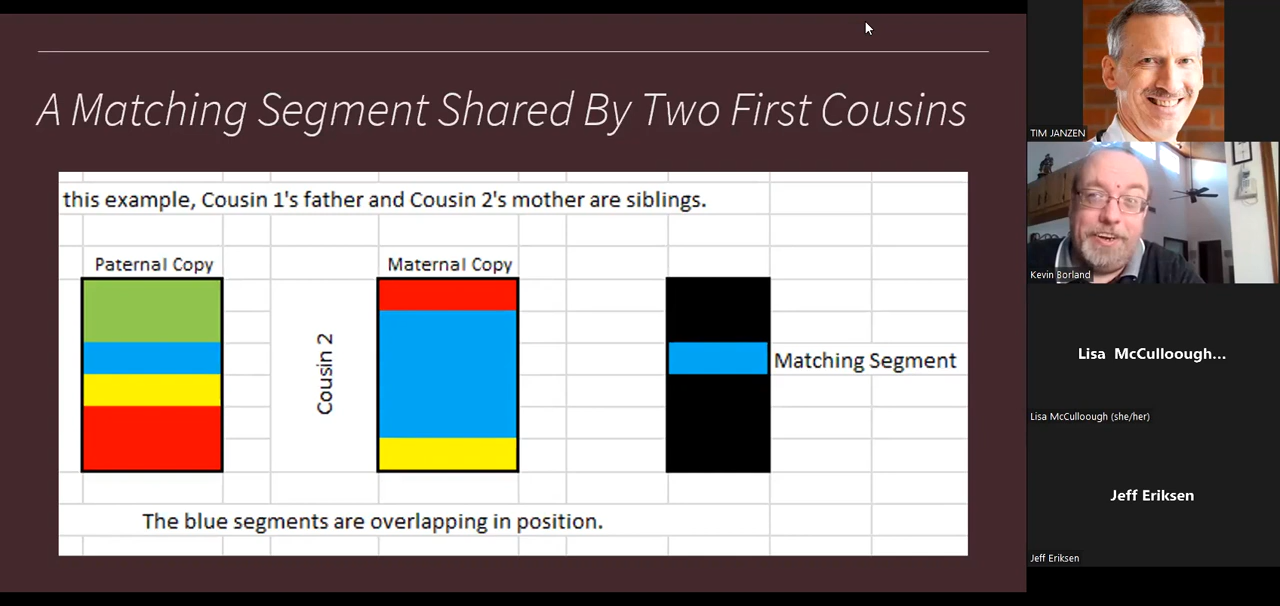 A Matching Segment Shared By Two First Cousins
this example, Cousin 1's father and Cousin 2's mother are siblings.
Paternal Copy
Maternal Copy
Cousin 2
Matching Segment
The blue segments are overlapping in position.
TIM JANZEN
Kevin Borland
Lisa McCulloough...
Lisa McCulloough (she/her)
Jeff Eriksen
Jeff Eriksen